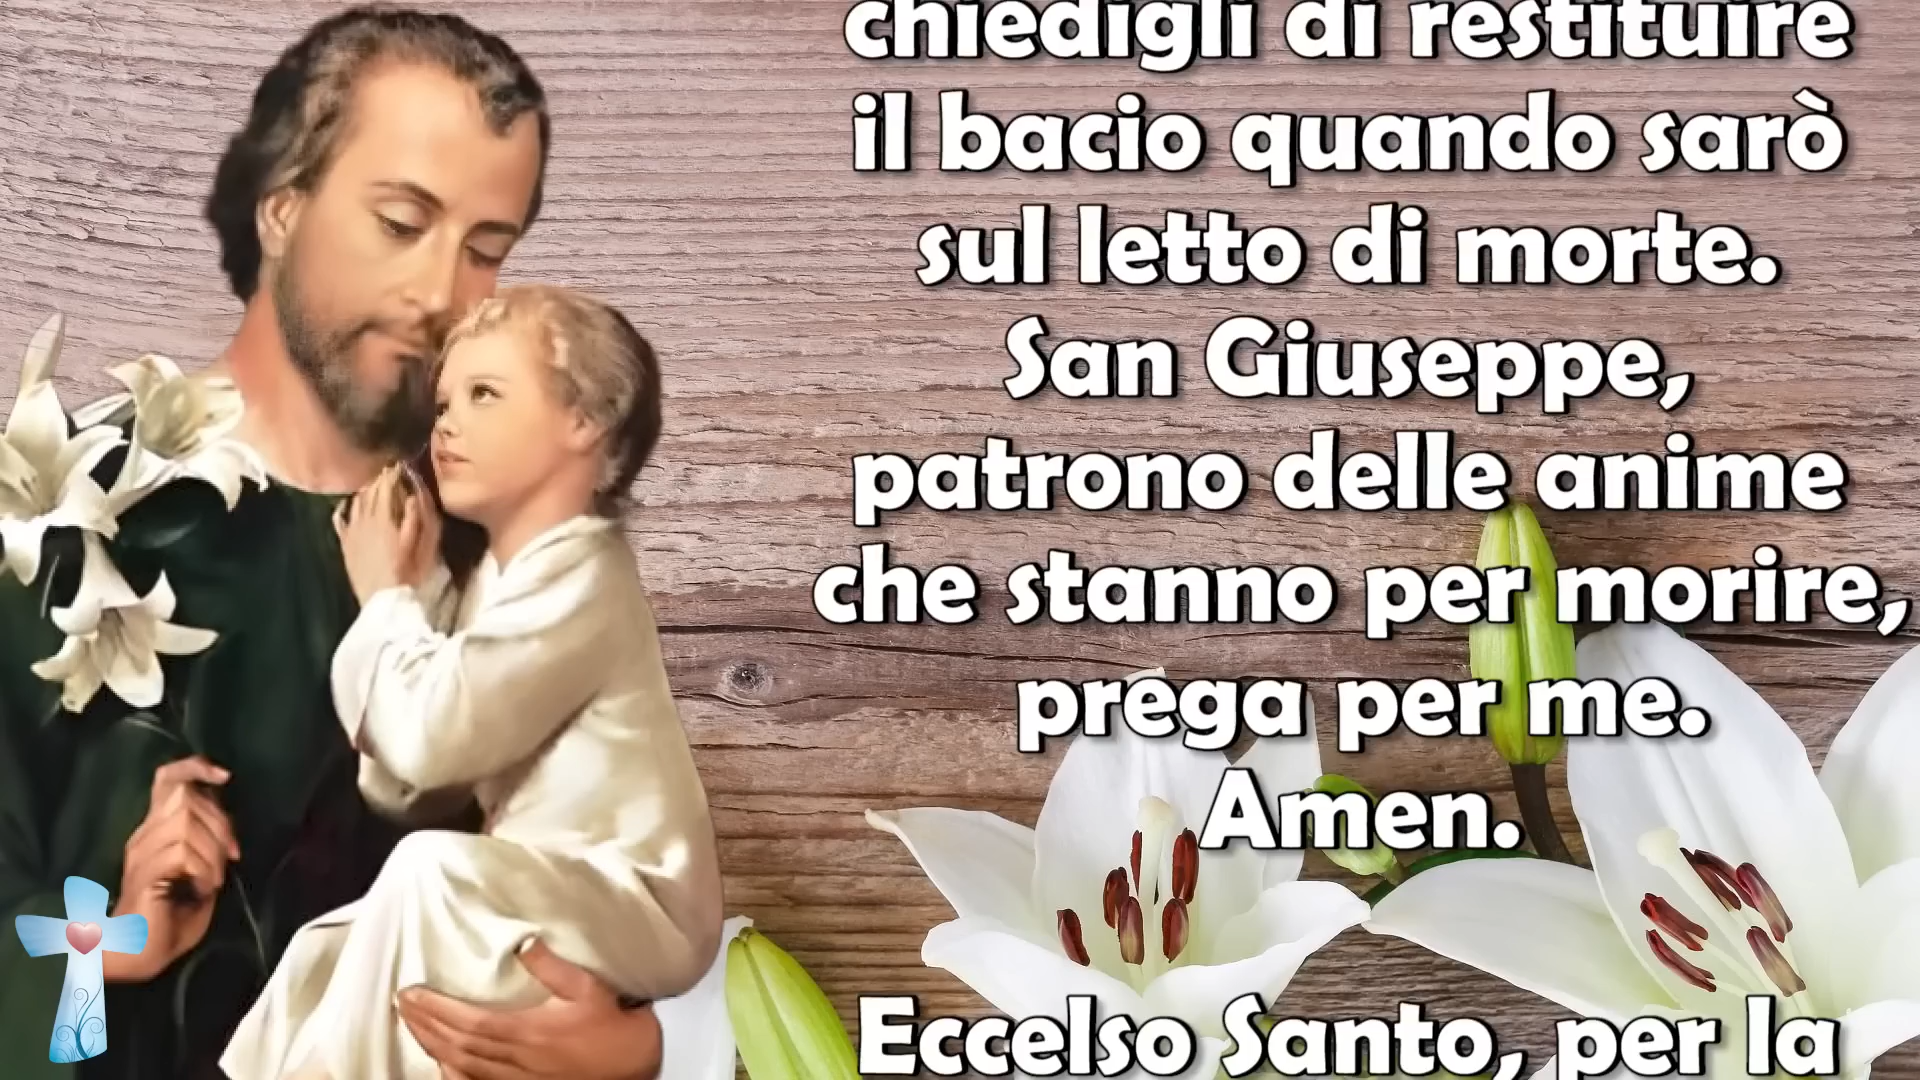 chiedigli di restituire
il bacio quando sarò
sul letto di morte.
San Giuseppe,
patrono delle anime
che stanno per morire,
prega per me.
Amen.
Eccelso Santo, per la